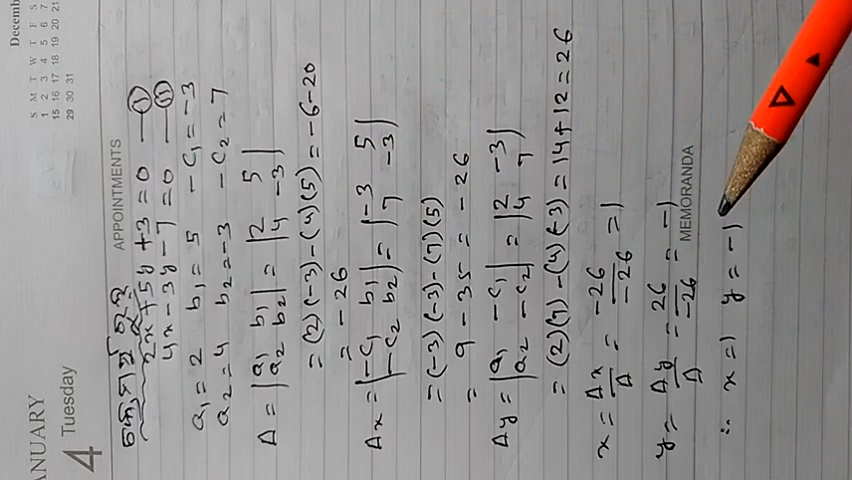 Decemb
S M T W T F S
1 2 3 4 5 6 7
15 16 17 18 19 20 21
29 30 31
ANUARY
4 Tuesday
APPOINTMENTS
2x+5y+3=0 —(I)
4x-3y-7=0 —(II)
a₁=2 b₁=5 -c₁=-3
a₂=4 b₂=-3 -c₂=7
Δ = |a₁ b₁| = |2 5|
|a₂ b₂| |4 -3|
= (2)(-3)-(4)(5) = -6-20
= -26
Δx = |-c₁ b₁| = |-3 5|
|-c₂ b₂| |7 -3|
= (-3)(-3)-(7)(5)
= 9-35 = -26
Δy = |a₁ -c₁| = |2 -3|
|a₂ -c₂| |4 7|
= (2)(7)-(4)(-3) = 14+12=26
x = Δx/Δ = -26/-26 = 1
y = Δy/Δ = 26/-26 = -1
MEMORANDA
∴ x=1 y=-1